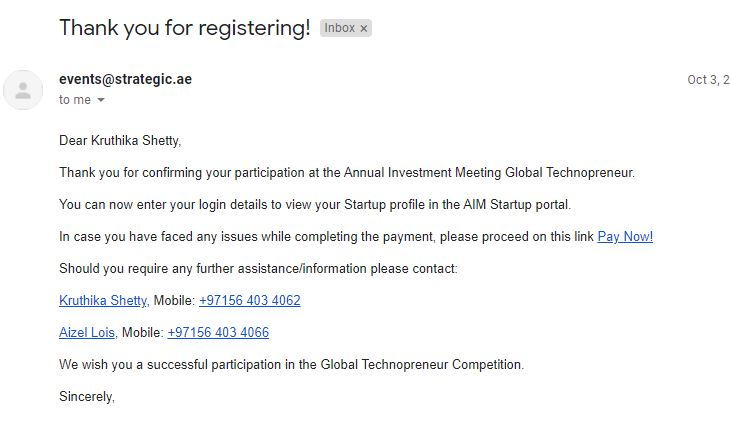 Thank you for registering! Inbox x
events@strategic.ae Oct 3, 2
to me
Dear Kruthika Shetty,
Thank you for confirming your participation at the Annual Investment Meeting Global Technopreneur.
You can now enter your login details to view your Startup profile in the AIM Startup portal.
In case you have faced any issues while completing the payment, please proceed on this link Pay Now!
Should you require any further assistance/information please contact:
Kruthika Shetty, Mobile: +97156 403 4062
Aizel Lois, Mobile: +97156 403 4066
We wish you a successful participation in the Global Technopreneur Competition.
Sincerely,